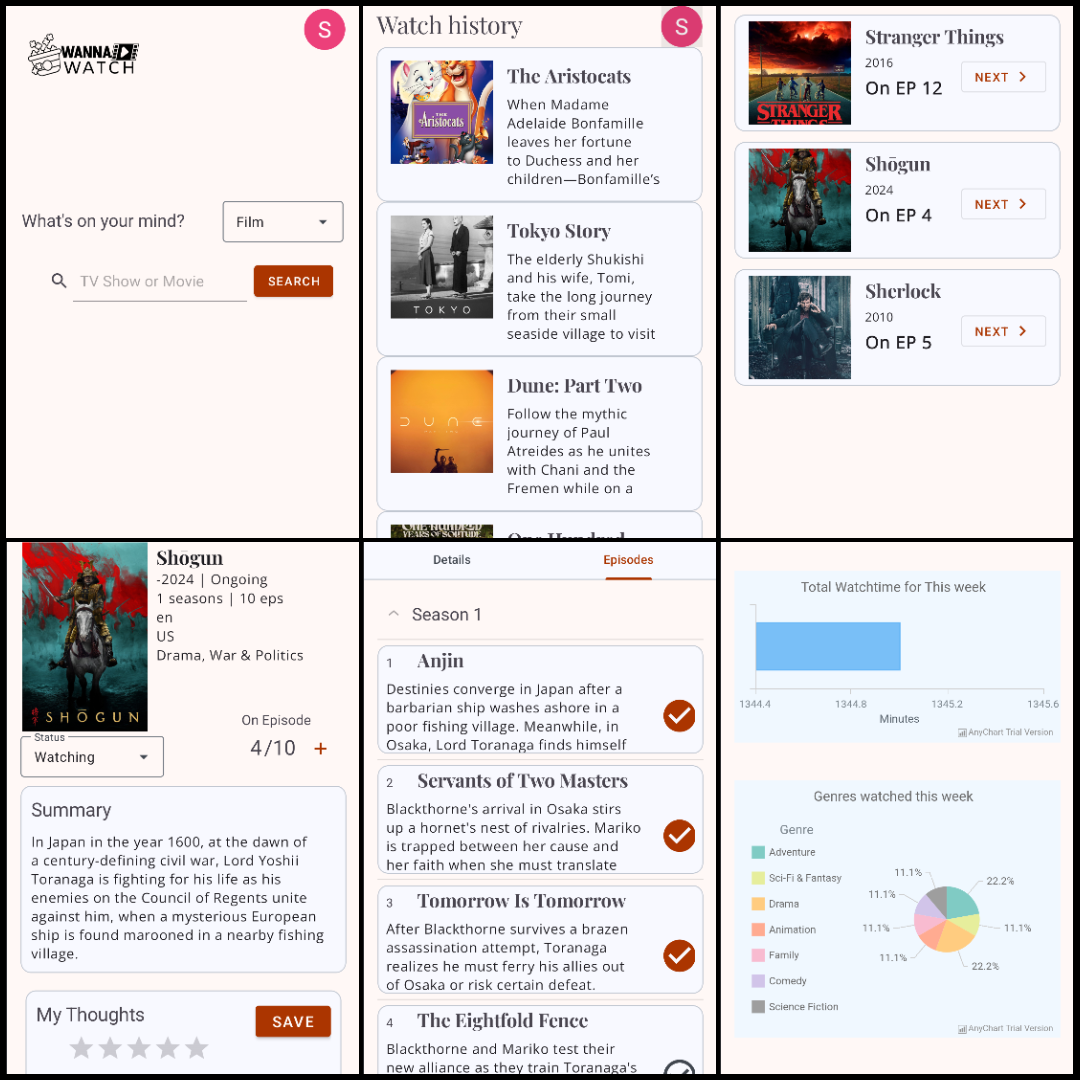 S
WANNA
WATCH
What's on your mind?
Film
TV Show or Movie
SEARCH
Watch history
S
THE
Aristocats
The Aristocats
When Madame
Adelaide Bonfamille
leaves her fortune
to Duchess and her
children—Bonfamille's
TOKYO
Tokyo Story
The elderly Shukishi
and his wife, Tomi,
take the long journey
from their small
seaside village to visit
DUNE
Dune: Part Two
Follow the mythic
journey of Paul
Atreides as he unites
with Chani and the
Fremen while on a
ONE HUNDRED
YEARS OF SOLITUDE
One Hundred
STRANGER
THINGS
Stranger Things
2016
On EP 12
NEXT
Shōgun
2024
On EP 4
NEXT
Sherlock
2010
On EP 5
NEXT
SHŌGUN
Shōgun
-2024 | Ongoing
1 seasons | 10 eps
en
US
Drama, War & Politics
On Episode
4/10 +
Status
Watching
Summary
In Japan in the year 1600, at the dawn of
a century-defining civil war, Lord Yoshii
Toranaga is fighting for his life as his
enemies on the Council of Regents unite
against him, when a mysterious European
ship is found marooned in a nearby fishing
village.
My Thoughts
SAVE
Details
Episodes
Season 1
1 Anjin
Destinies converge in Japan after a
barbarian ship washes ashore in a
poor fishing village. Meanwhile, in
Osaka, Lord Toranaga finds himself
2 Servants of Two Masters
Blackthorne's arrival in Osaka stirs
up a hornet's nest of rivalries. Mariko
is trapped between her cause and
her faith when she must translate
3 Tomorrow Is Tomorrow
After Blackthorne survives a brazen
assassination attempt, Toranaga
realizes he must ferry his allies out
of Osaka or risk certain defeat.
4 The Eightfold Fence
Blackthorne and Mariko test their
new alliance as they train Toranaga's
Total Watchtime for This week
1344.4
1344.8
1345.2
1345.6
Minutes
AnyChart Trial Version
Genres watched this week
Genre
Adventure
Sci-Fi & Fantasy
Drama
Animation
Family
Comedy
Science Fiction
11.1%
22.2%
11.1%
11.1%
11.1%
11.1%
22.2%
AnyChart Trial Version